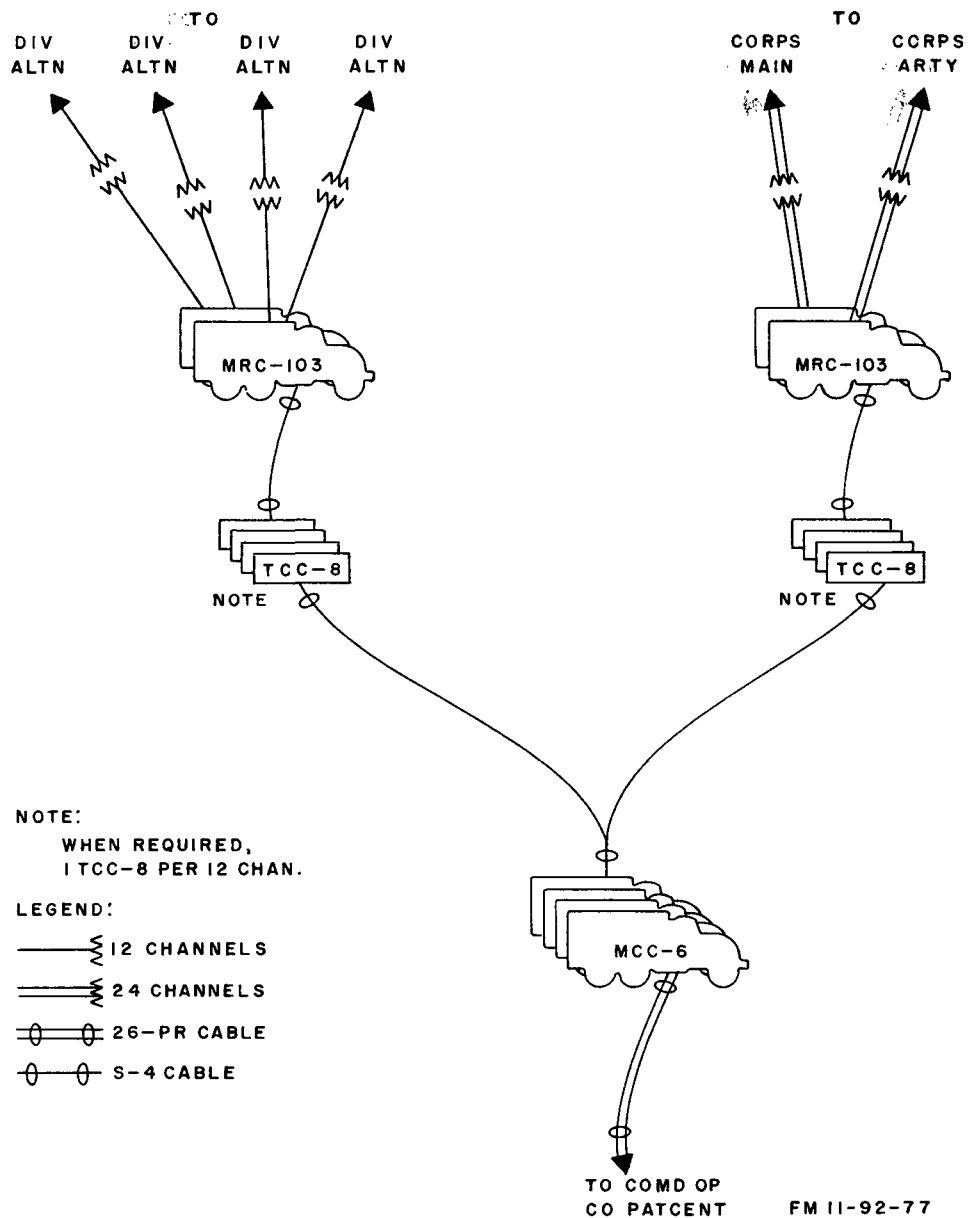 TO
DIV ALTN
DIV ALTN
DIV ALTN
DIV ALTN
TO
CORPS MAIN
CORPS ARTY
MRC-103
MRC-103
TCC-8
NOTE
TCC-8
NOTE
NOTE:
WHEN REQUIRED,
1 TCC-8 PER 12 CHAN.
LEGEND:
12 CHANNELS
24 CHANNELS
26-PR CABLE
S-4 CABLE
MCC-6
TO COMD OP
CO PATCENT
FM 11-92-77